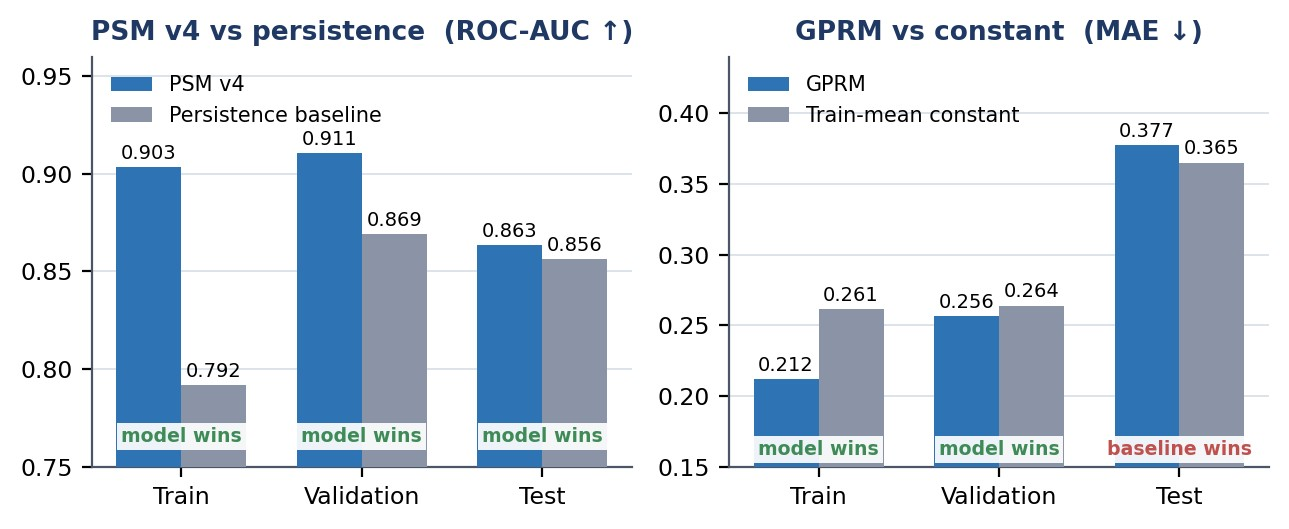 PSM v4 vs persistence (ROC-AUC ↑)
0.95
0.90
0.85
0.80
0.75
PSM v4
Persistence baseline
0.903
0.792
0.911
0.869
0.863
0.856
model wins
model wins
model wins
Train
Validation
Test
GPRM vs constant (MAE ↓)
0.40
0.35
0.30
0.25
0.20
0.15
GPRM
Train-mean constant
0.212
0.261
0.256
0.264
0.377
0.365
model wins
model wins
baseline wins
Train
Validation
Test